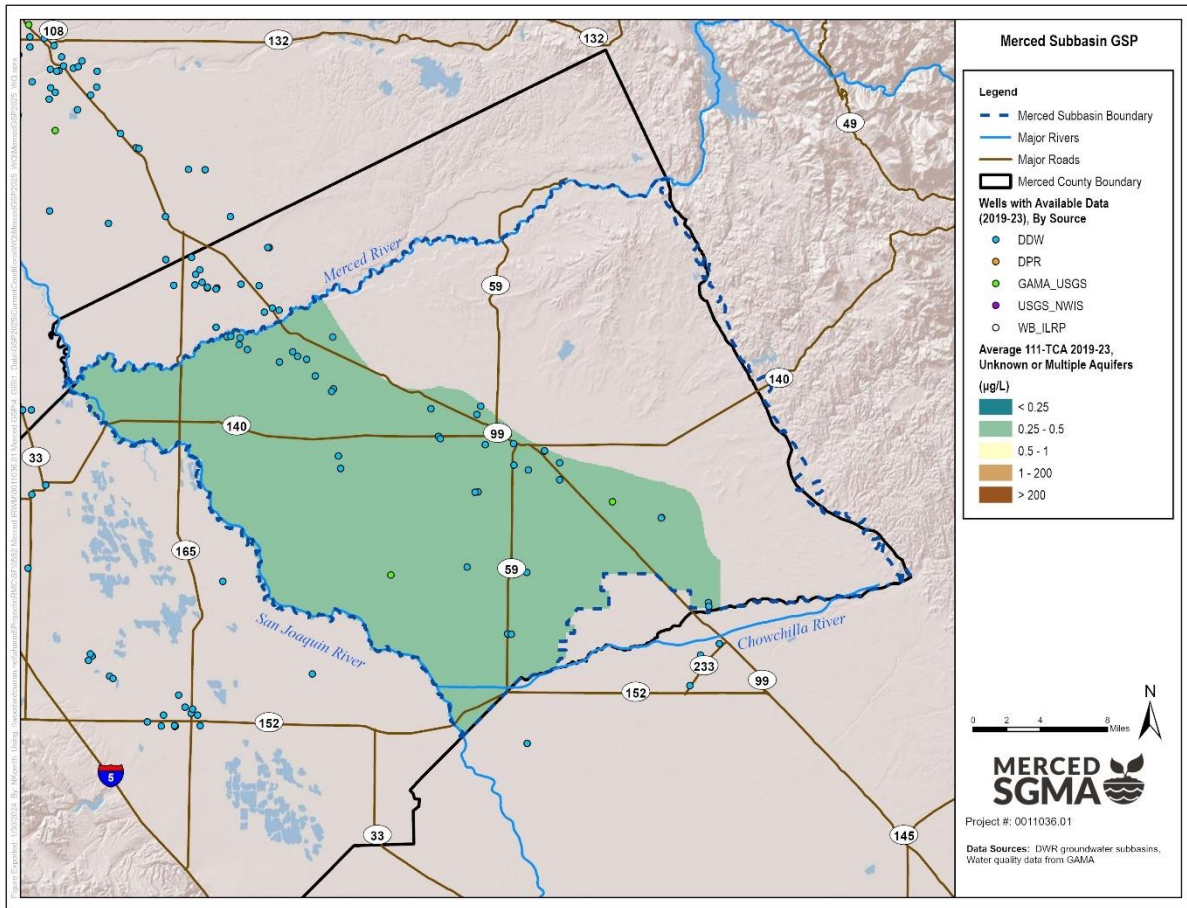 108
132
132
49
Merced River
59
140
140
99
33
165
59
San Joaquin River
Chowchilla River
233
152
99
152
5
33
145
Merced Subbasin GSP
Legend
Merced Subbasin Boundary
Major Rivers
Major Roads
Merced County Boundary
Wells with Available Data
(2019-23), By Source
DDW
DPR
GAMA_USGS
USGS_NWIS
WB_ILRP
Average 111-TCA 2019-23,
Unknown or Multiple Aquifers
(µg/L)
< 0.25
0.25 - 0.5
0.5 - 1
1 - 200
> 200
N
0 2 4 8
Miles
MERCED
SGMA
Project #: 0011036.01
Data Sources: DWR groundwater subbasins,
Water quality data from GAMA